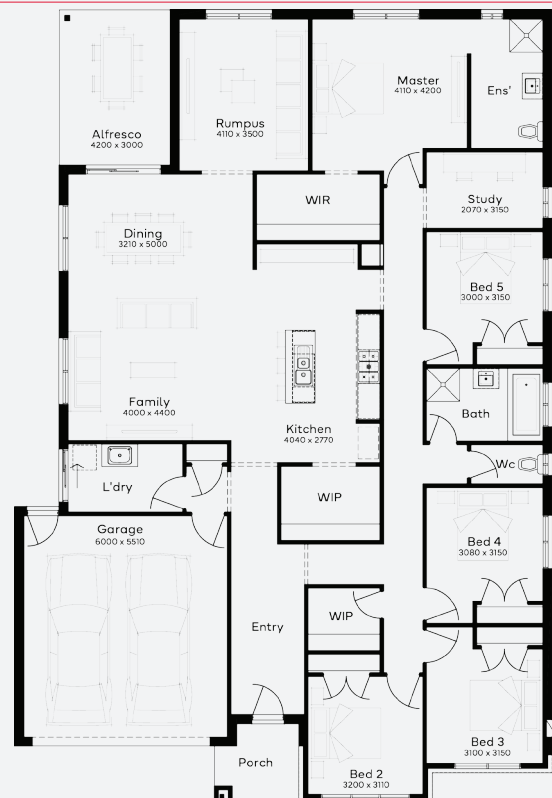 Master
4110 x 4200
Ens'
Rumpus
4110 x 3500
Alfresco
4200 x 3000
WIR
Study
2070 x 3150
Dining
3210 x 5000
Bed 5
3000 x 3150
Family
4000 x 4400
Kitchen
4040 x 2770
Bath
Wc
L'dry
WIP
Garage
6000 x 5510
Bed 4
3080 x 3150
Entry
WIP
Bed 3
3100 x 3150
Porch
Bed 2
3200 x 3110